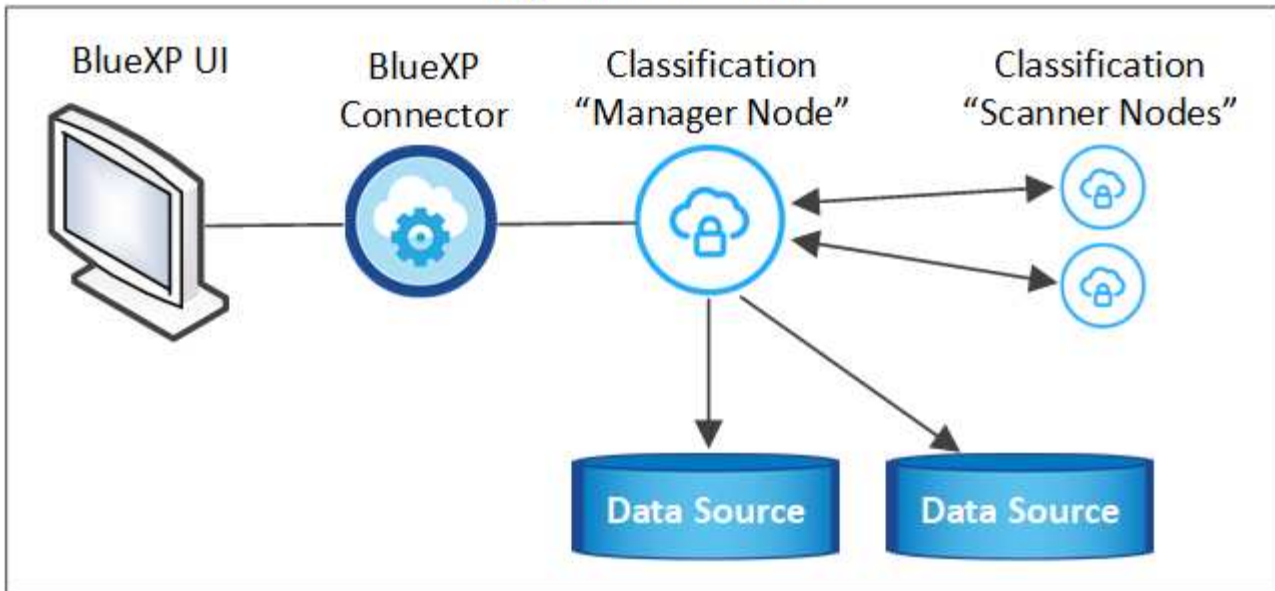 BlueXP UI
BlueXP
Connector
Classification
“Manager Node”
Classification
“Scanner Nodes”
Data Source
Data Source